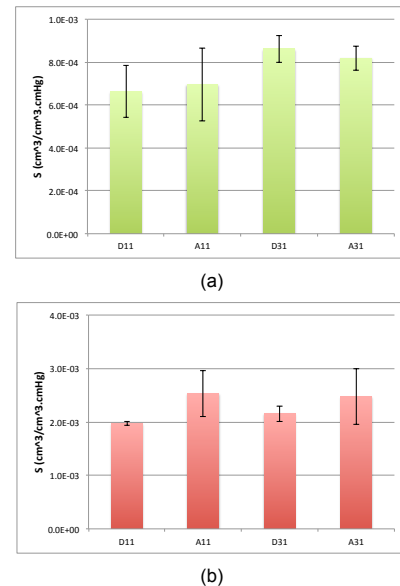 1.0E-03
8.0E-04
6.0E-04
4.0E-04
2.0E-04
0.0E+00
S (cm^3/cm^3.cmHg)
D11 A11 D31 A31
(a)
4.0E-03
3.0E-03
2.0E-03
1.0E-03
0.0E+00
S (cm^3/cm^3.cmHg)
D11 A11 D31 A31
(b)